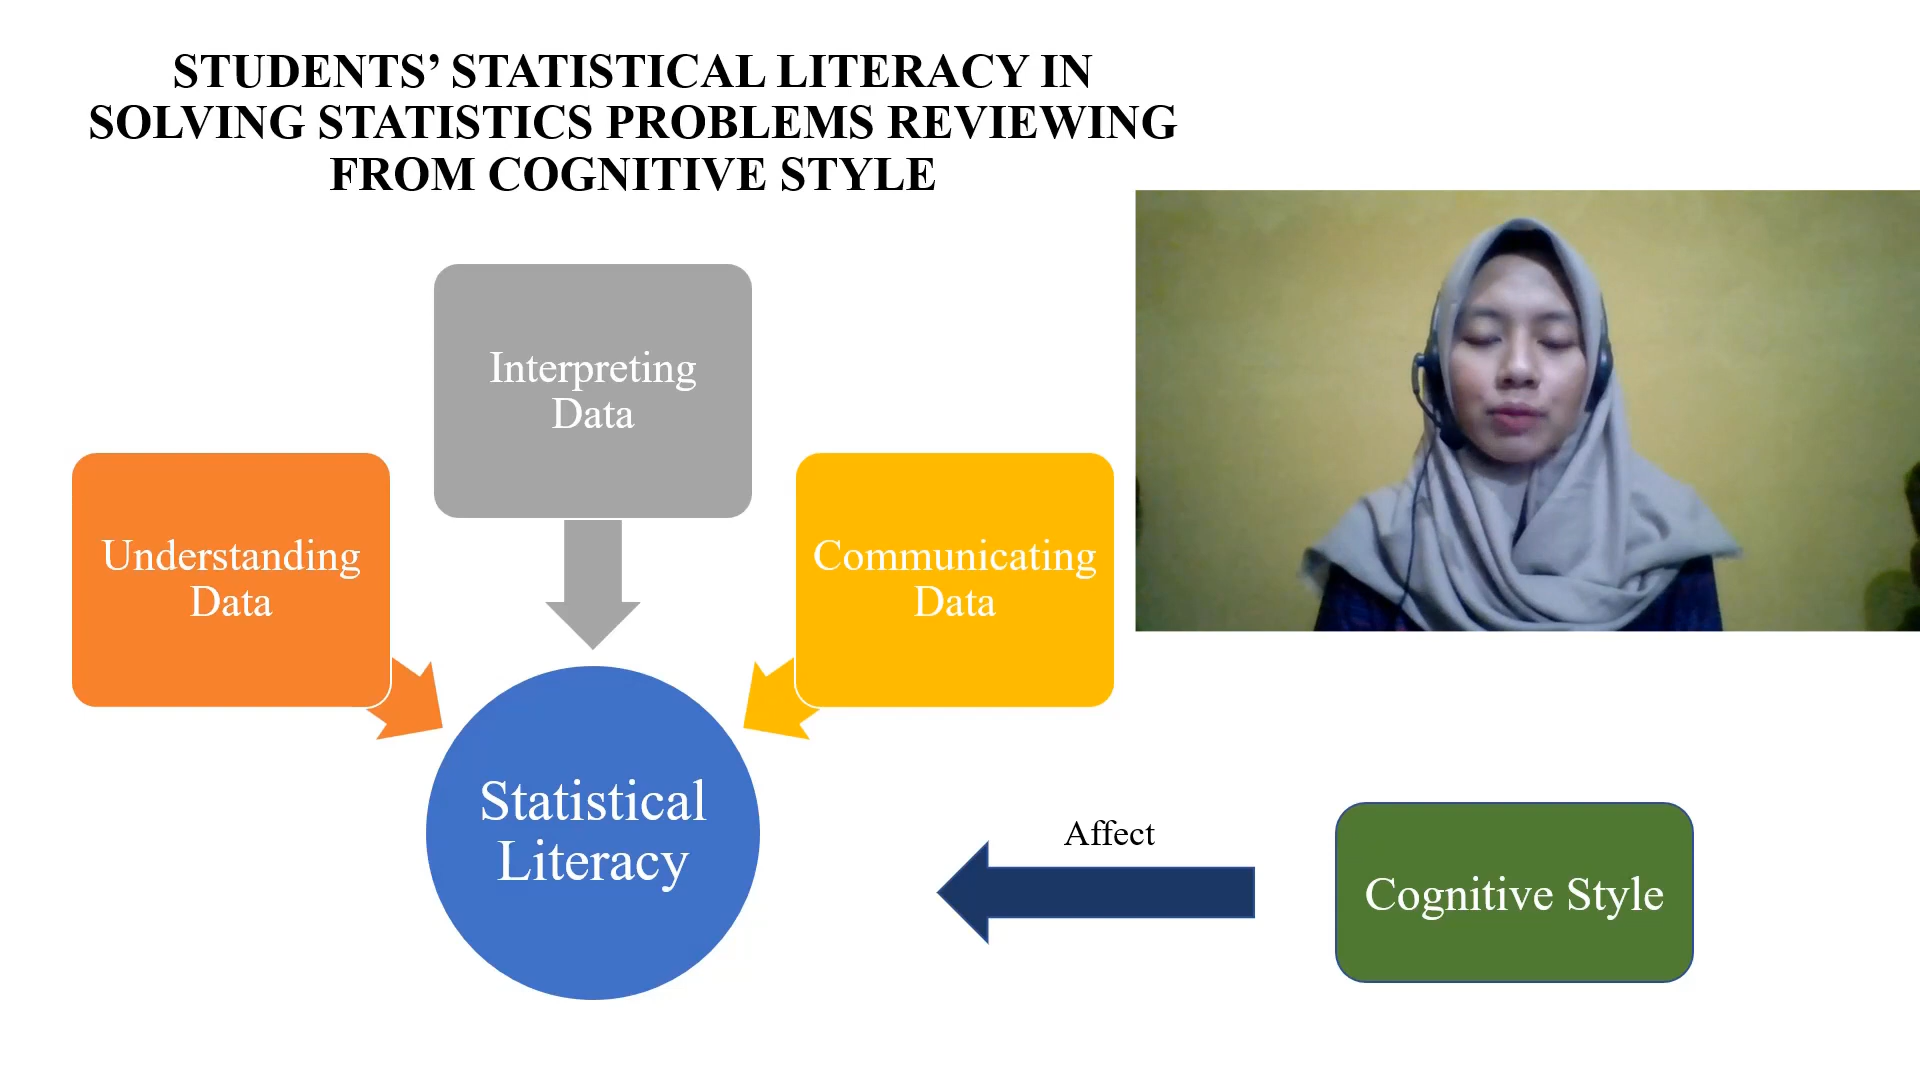 STUDENTS’ STATISTICAL LITERACY IN
SOLVING STATISTICS PROBLEMS REVIEWING
FROM COGNITIVE STYLE
Interpreting
Data
Understanding
Data
Communicating
Data
Statistical
Literacy
Affect
Cognitive Style